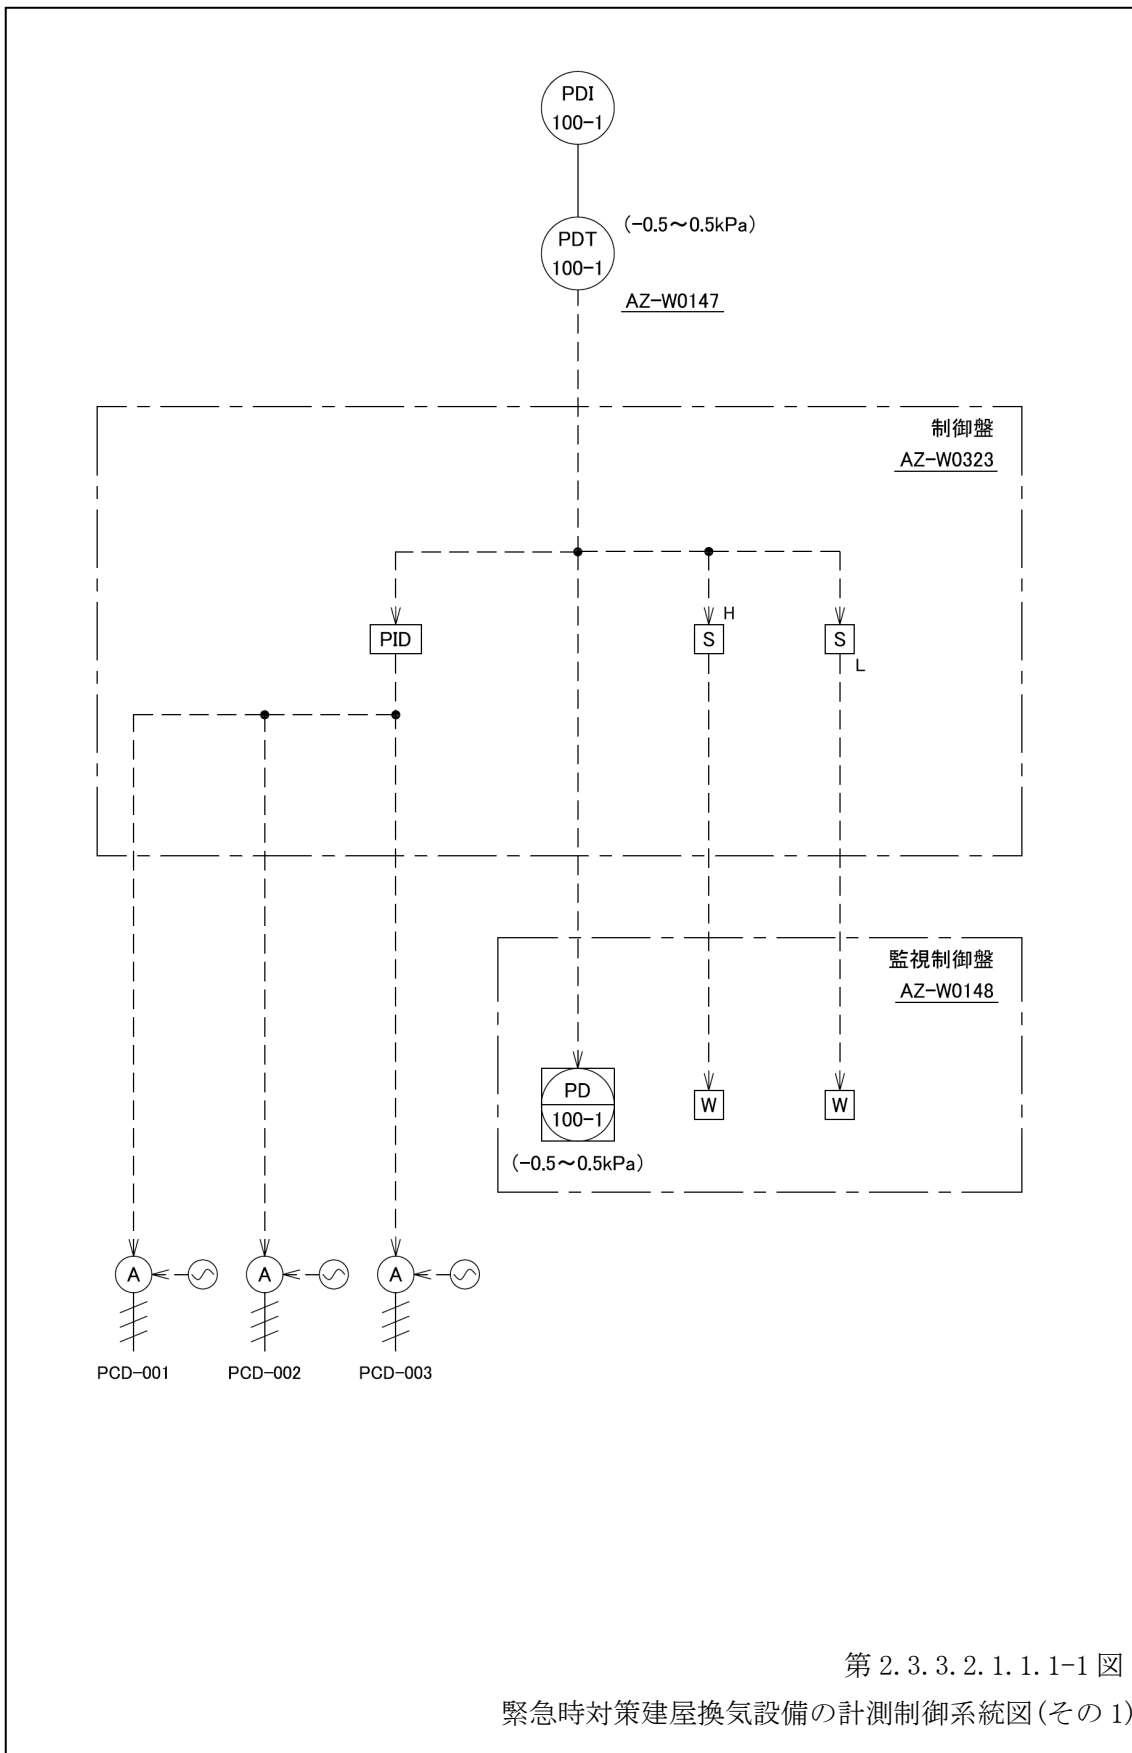 PDI
100-1
(-0.5～0.5kPa)
PDT
100-1
AZ-W0147
制御盤
AZ-W0323
H
PID
S
S
L
監視制御盤
AZ-W0148
PD
100-1
W
W
(-0.5～0.5kPa)
A
A
A
PCD-001
PCD-002
PCD-003
第 2.3.3.2.1.1.1-1 図
緊急時対策建屋換気設備の計測制御系統図(その 1)